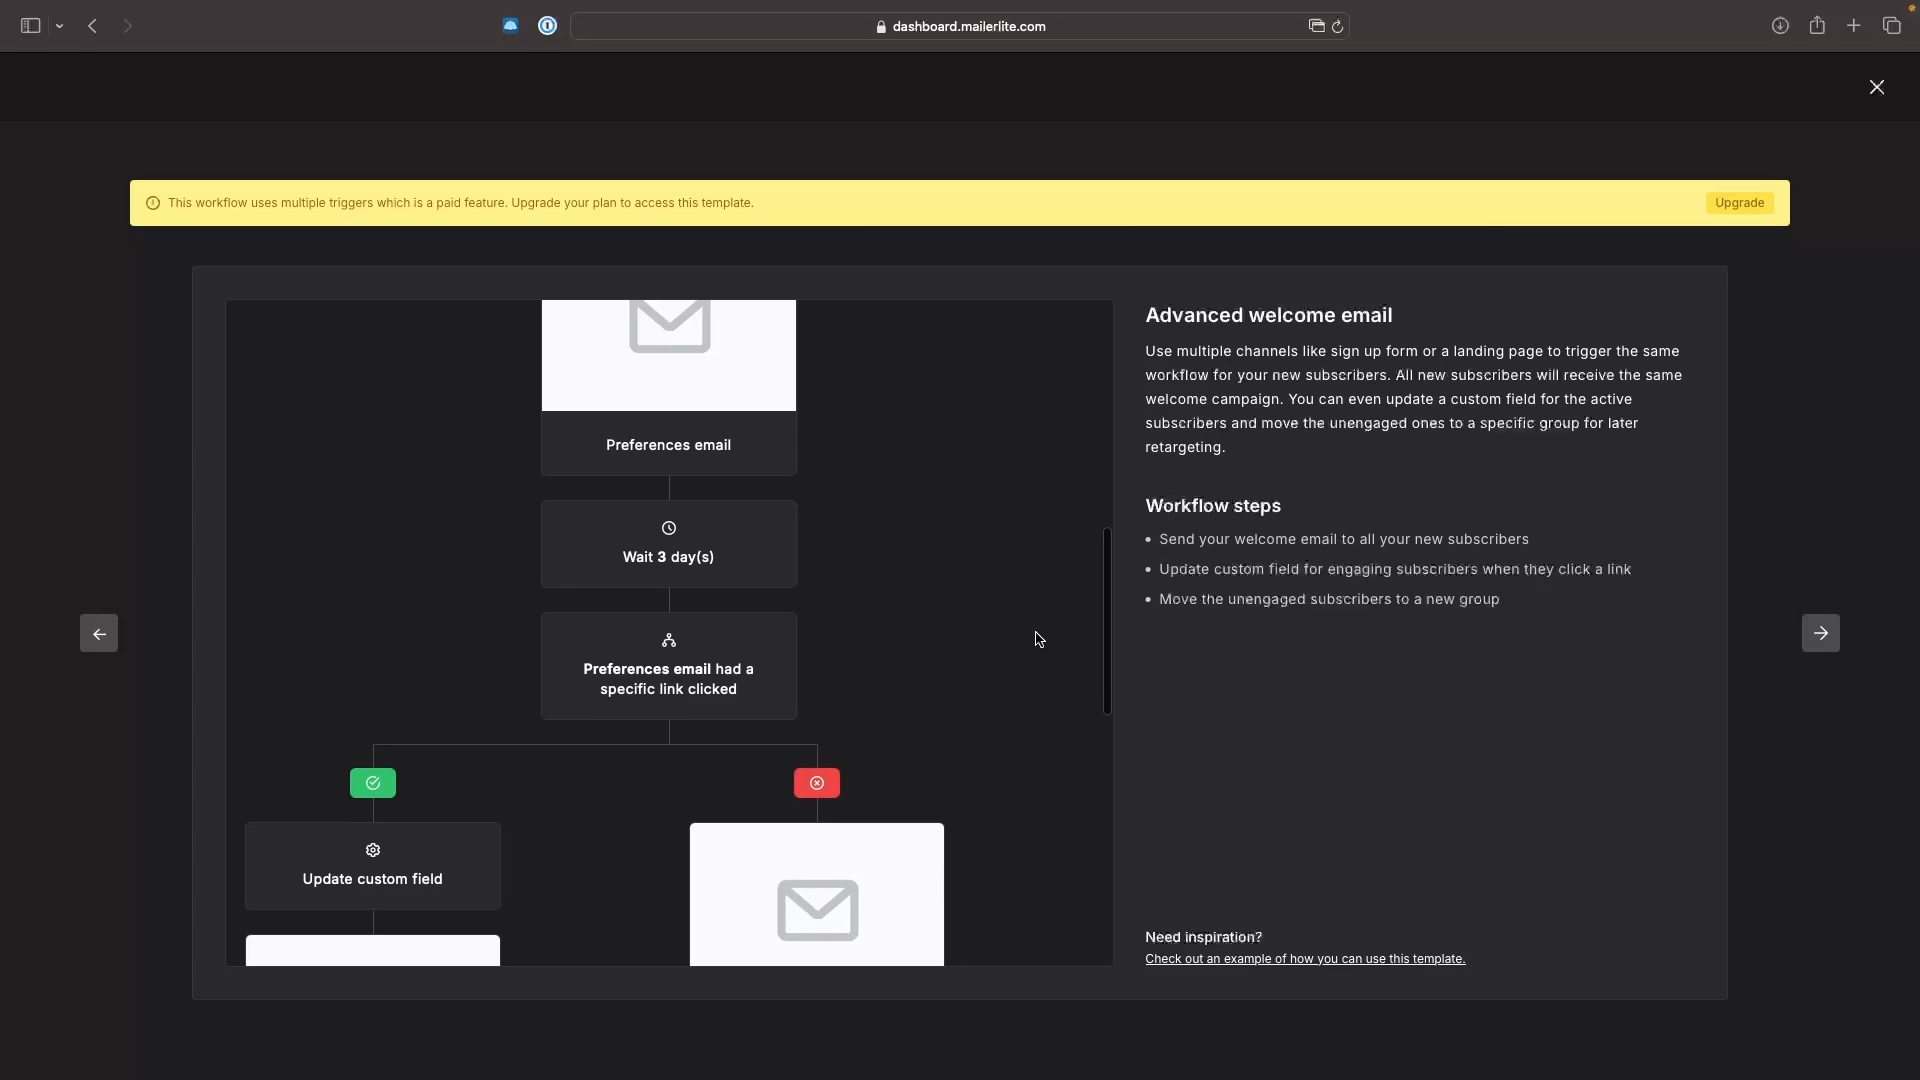 dashboard.mailerlite.com
This workflow uses multiple triggers which is a paid feature. Upgrade your plan to access this template.
Upgrade
Preferences email
Wait 3 day(s)
Preferences email had a
specific link clicked
Update custom field
Advanced welcome email
Use multiple channels like sign up form or a landing page to trigger the same
workflow for your new subscribers. All new subscribers will receive the same
welcome campaign. You can even update a custom field for the active
subscribers and move the unengaged ones to a specific group for later
retargeting.
Workflow steps
• Send your welcome email to all your new subscribers
• Update custom field for engaging subscribers when they click a link
• Move the unengaged subscribers to a new group
Need inspiration?
Check out an example of how you can use this template.